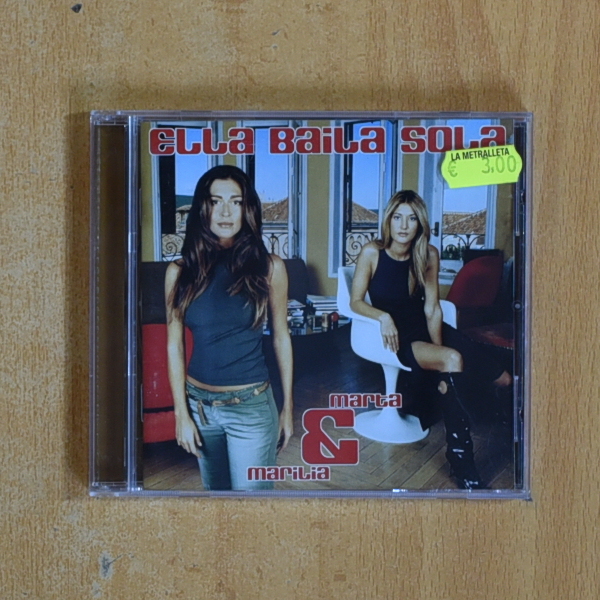 ELLA BAILA SOLA
LA METRALLETA
€ 3.00
marta
&
marilia